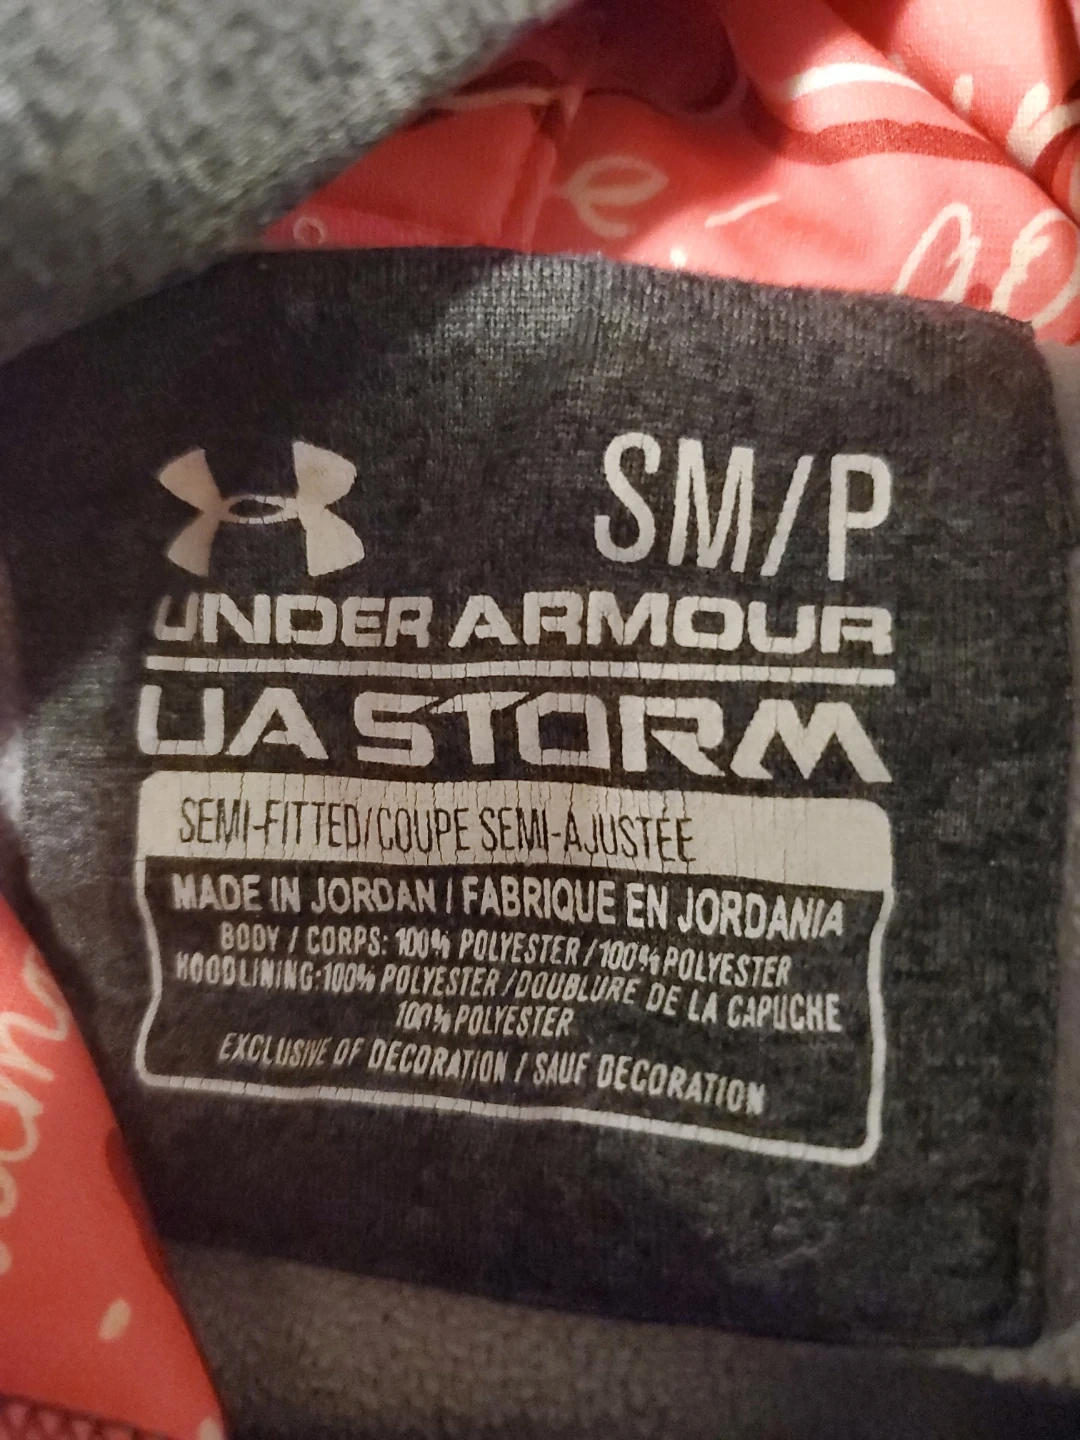 SM/P
UNDER ARMOUR
UA STORM
SEMI-FITTED/COUPE SEMI-AJUSTÉE
MADE IN JORDAN / FABRIQUE EN JORDANIA
BODY / CORPS: 100% POLYESTER / 100% POLYESTER
HOODLINING:100% POLYESTER / DOUBLURE DE LA CAPUCHE
100% POLYESTER
EXCLUSIVE OF DECORATION / SAUF DECORATION